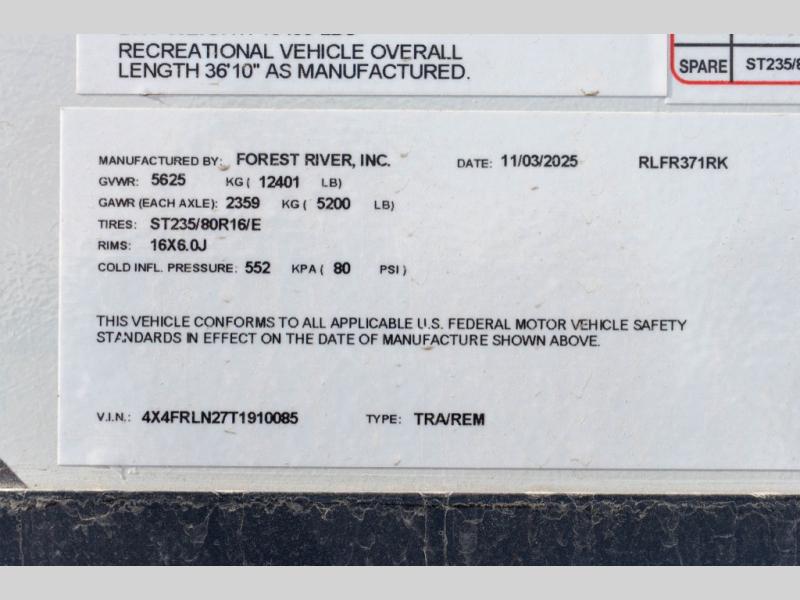 RECREATIONAL VEHICLE OVERALL
LENGTH 36'10" AS MANUFACTURED.
SPARE ST235/8
MANUFACTURED BY: FOREST RIVER, INC. DATE: 11/03/2025 RLFR371RK
GVWR: 5625 KG ( 12401 LB)
GAWR (EACH AXLE): 2359 KG ( 5200 LB)
TIRES: ST235/80R16/E
RIMS: 16X6.0J
COLD INFL. PRESSURE: 552 KPA ( 80 PSI )
THIS VEHICLE CONFORMS TO ALL APPLICABLE U.S. FEDERAL MOTOR VEHICLE SAFETY
STANDARDS IN EFFECT ON THE DATE OF MANUFACTURE SHOWN ABOVE.
V.I.N.: 4X4FRLN27T1910085 TYPE: TRA/REM